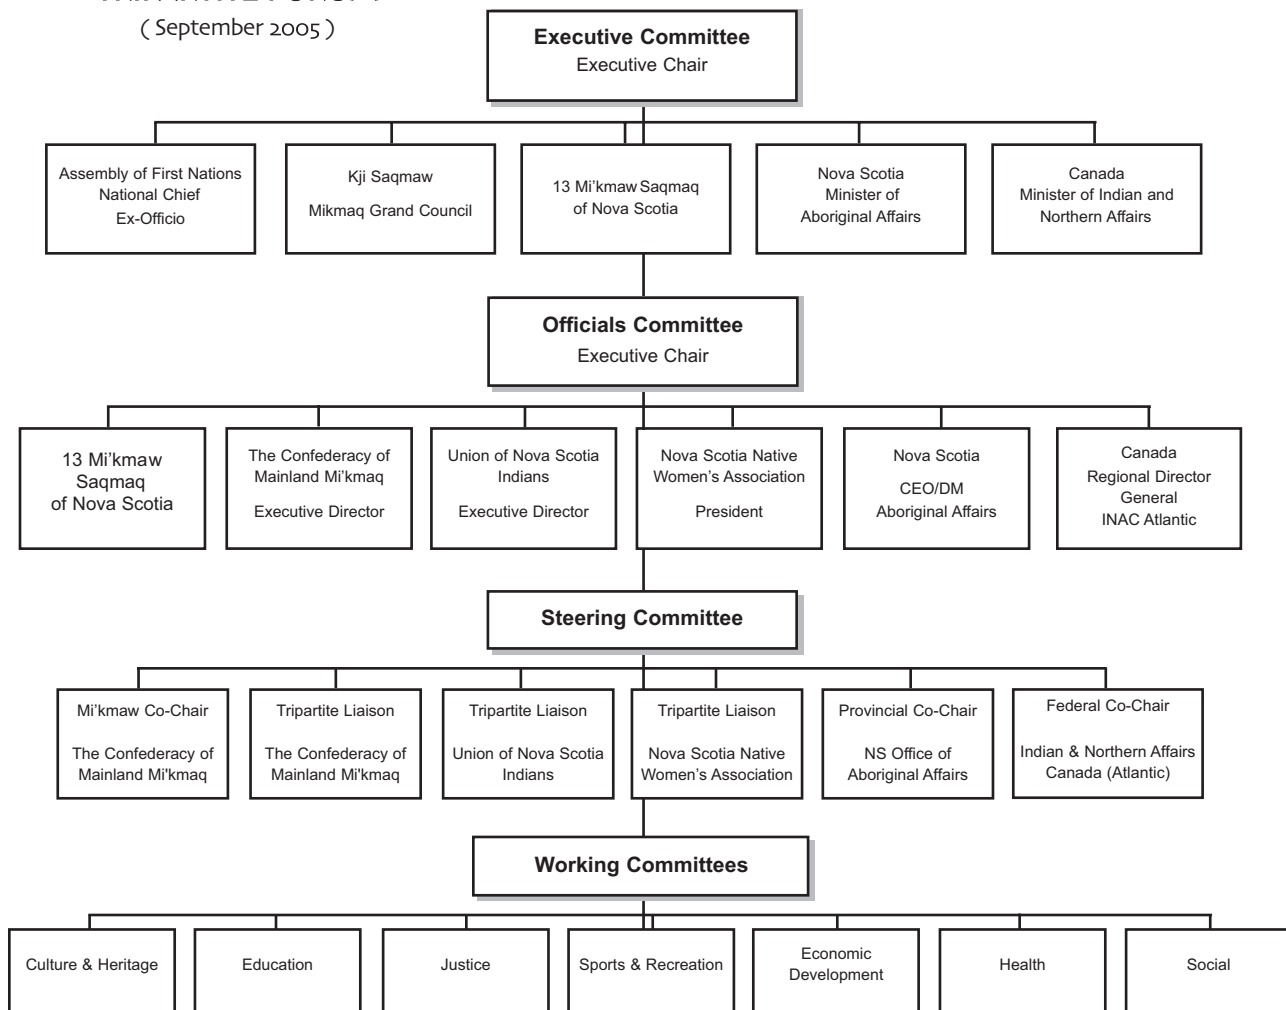 ( September 2005 )
Executive Committee
Executive Chair
Assembly of First Nations
National Chief
Ex-Officio
Kji Saqmaw
Mikmaq Grand Council
13 Mi'kmaw Saqmaq
of Nova Scotia
Nova Scotia
Minister of
Aboriginal Affairs
Canada
Minister of Indian and
Northern Affairs
Officials Committee
Executive Chair
13 Mi'kmaw
Saqmaq
of Nova Scotia
The Confederacy of
Mainland Mi'kmaq
Executive Director
Union of Nova Scotia
Indians
Executive Director
Nova Scotia Native
Women's Association
President
Nova Scotia
CEO/DM
Aboriginal Affairs
Canada
Regional Director
General
INAC Atlantic
Steering Committee
Mi'kmaw Co-Chair
The Confederacy of
Mainland Mi'kmaq
Tripartite Liaison
The Confederacy of
Mainland Mi'kmaq
Tripartite Liaison
Union of Nova Scotia
Indians
Tripartite Liaison
Nova Scotia Native
Women's Association
Provincial Co-Chair
NS Office of
Aboriginal Affairs
Federal Co-Chair
Indian & Northern Affairs
Canada (Atlantic)
Working Committees
Culture & Heritage
Education
Justice
Sports & Recreation
Economic
Development
Health
Social